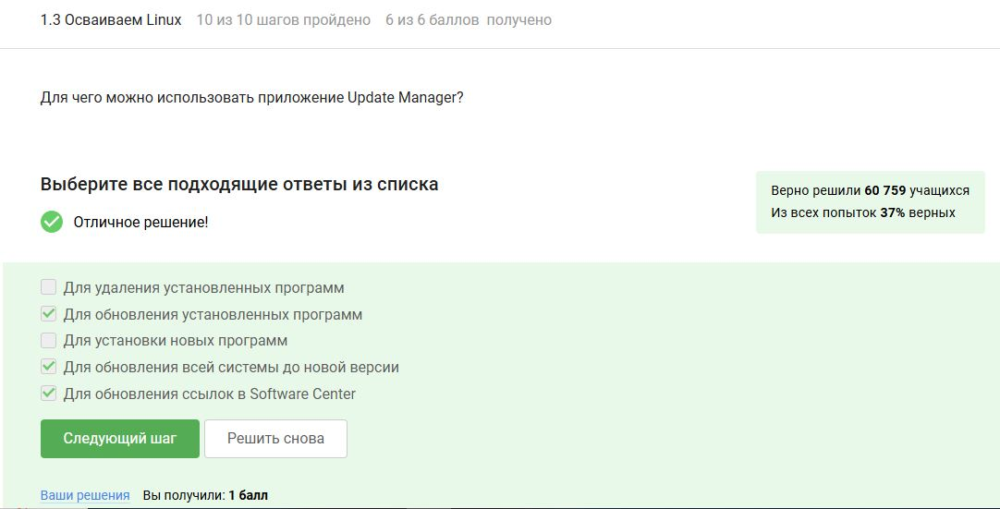 1.3 Осваиваем Linux 10 из 10 шагов пройдено 6 из 6 баллов получено
Для чего можно использовать приложение Update Manager?
Выберите все подходящие ответы из списка
Верно решили 60 759 учащихся
Из всех попыток 37% верных
Отличное решение!
Для удаления установленных программ
Для обновления установленных программ
Для установки новых программ
Для обновления всей системы до новой версии
Для обновления ссылок в Software Center
Следующий шаг Решить снова
Ваши решения Вы получили: 1 балл